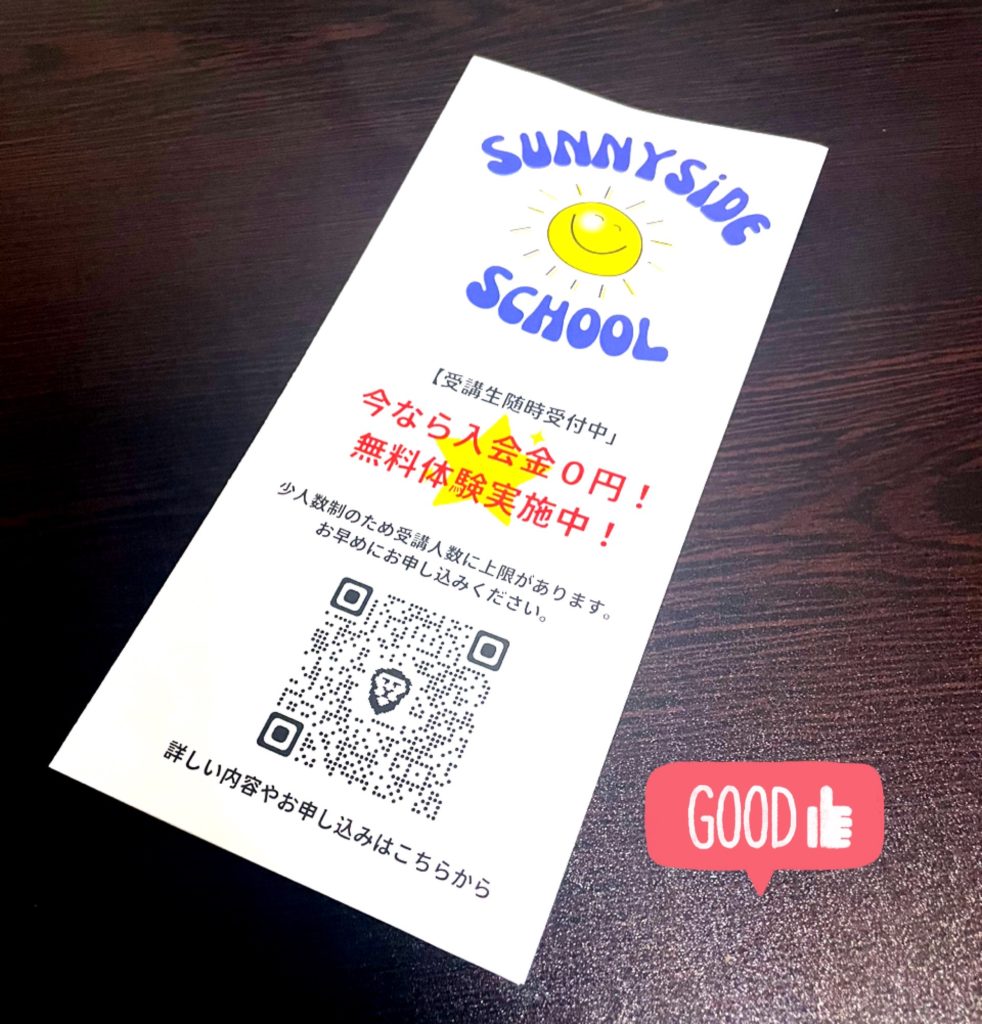 SUNNYSiDE
SCHOOL
【受講生随時受付中」
今なら入会金０円！
無料体験実施中！
少人数制のため受講人数に上限があります。
お早めにお申し込みください。
詳しい内容やお申し込みはこちらから
GOOD